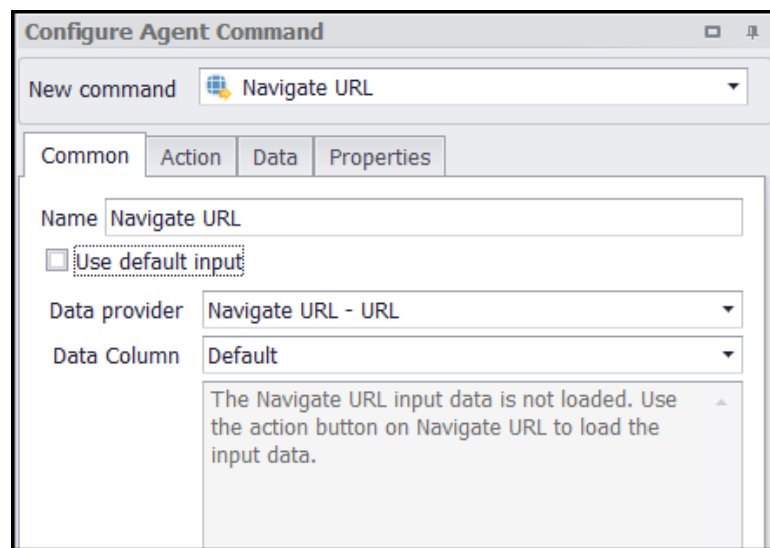 Configure Agent Command
New command Navigate URL
Common Action Data Properties
Name Navigate URL
Use default input
Data provider Navigate URL - URL
Data Column Default
The Navigate URL input data is not loaded. Use
the action button on Navigate URL to load the
input data.